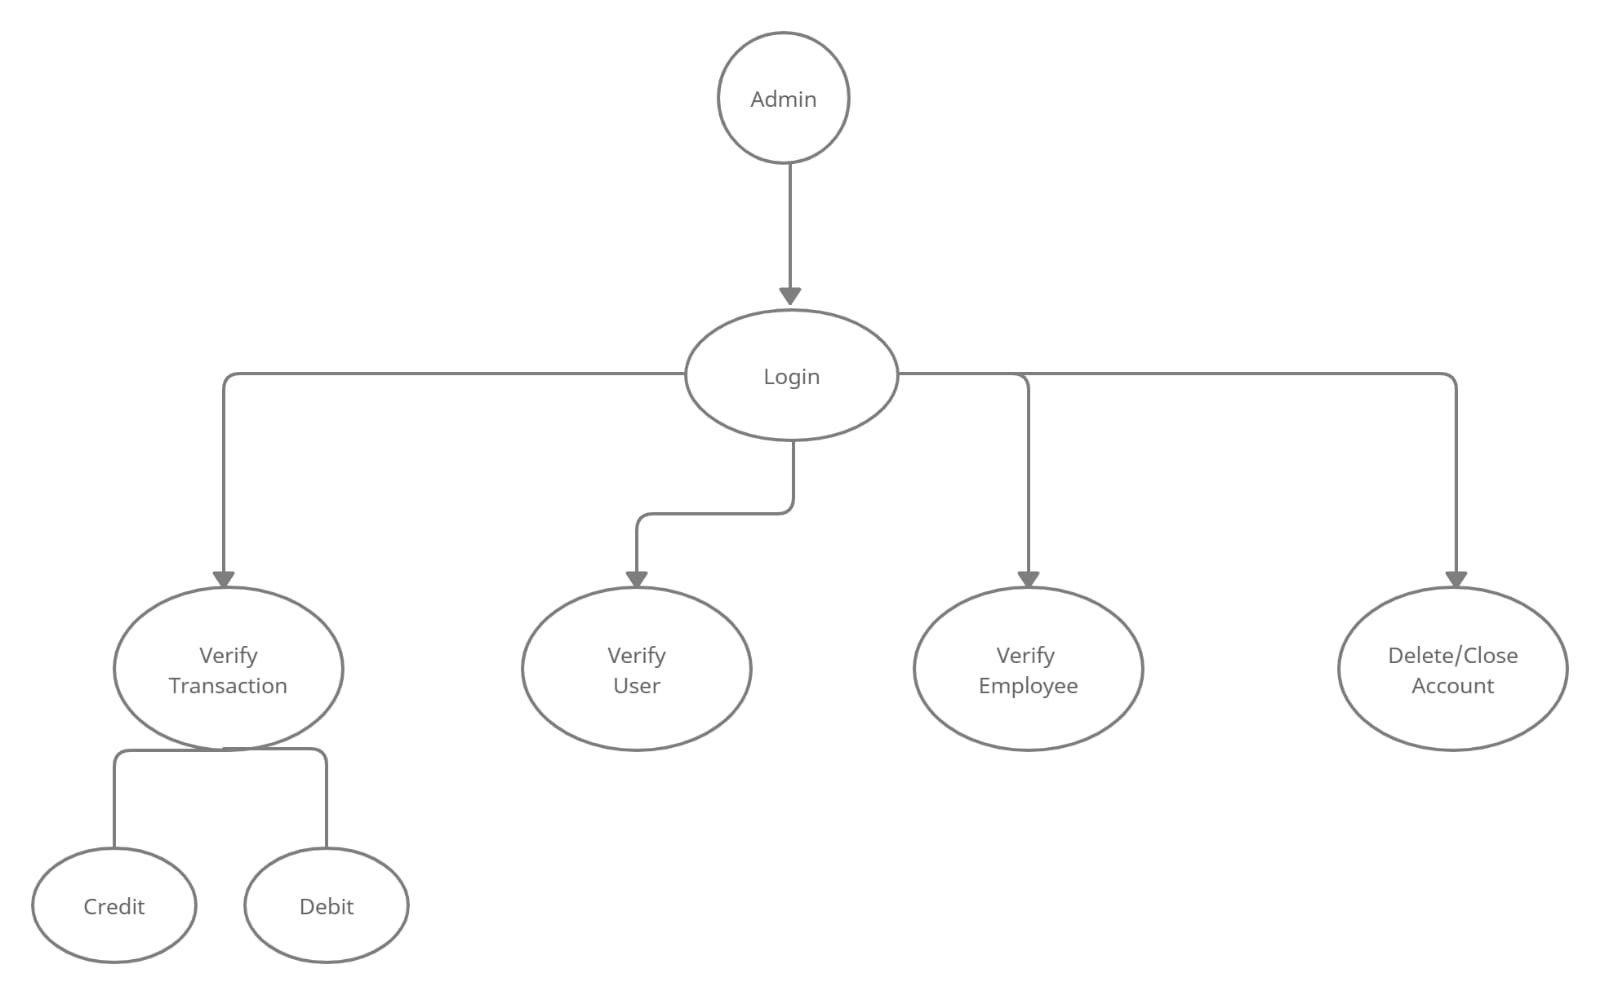 Admin
Login
Verify
Transaction
Verify
User
Verify
Employee
Delete/Close
Account
Credit
Debit